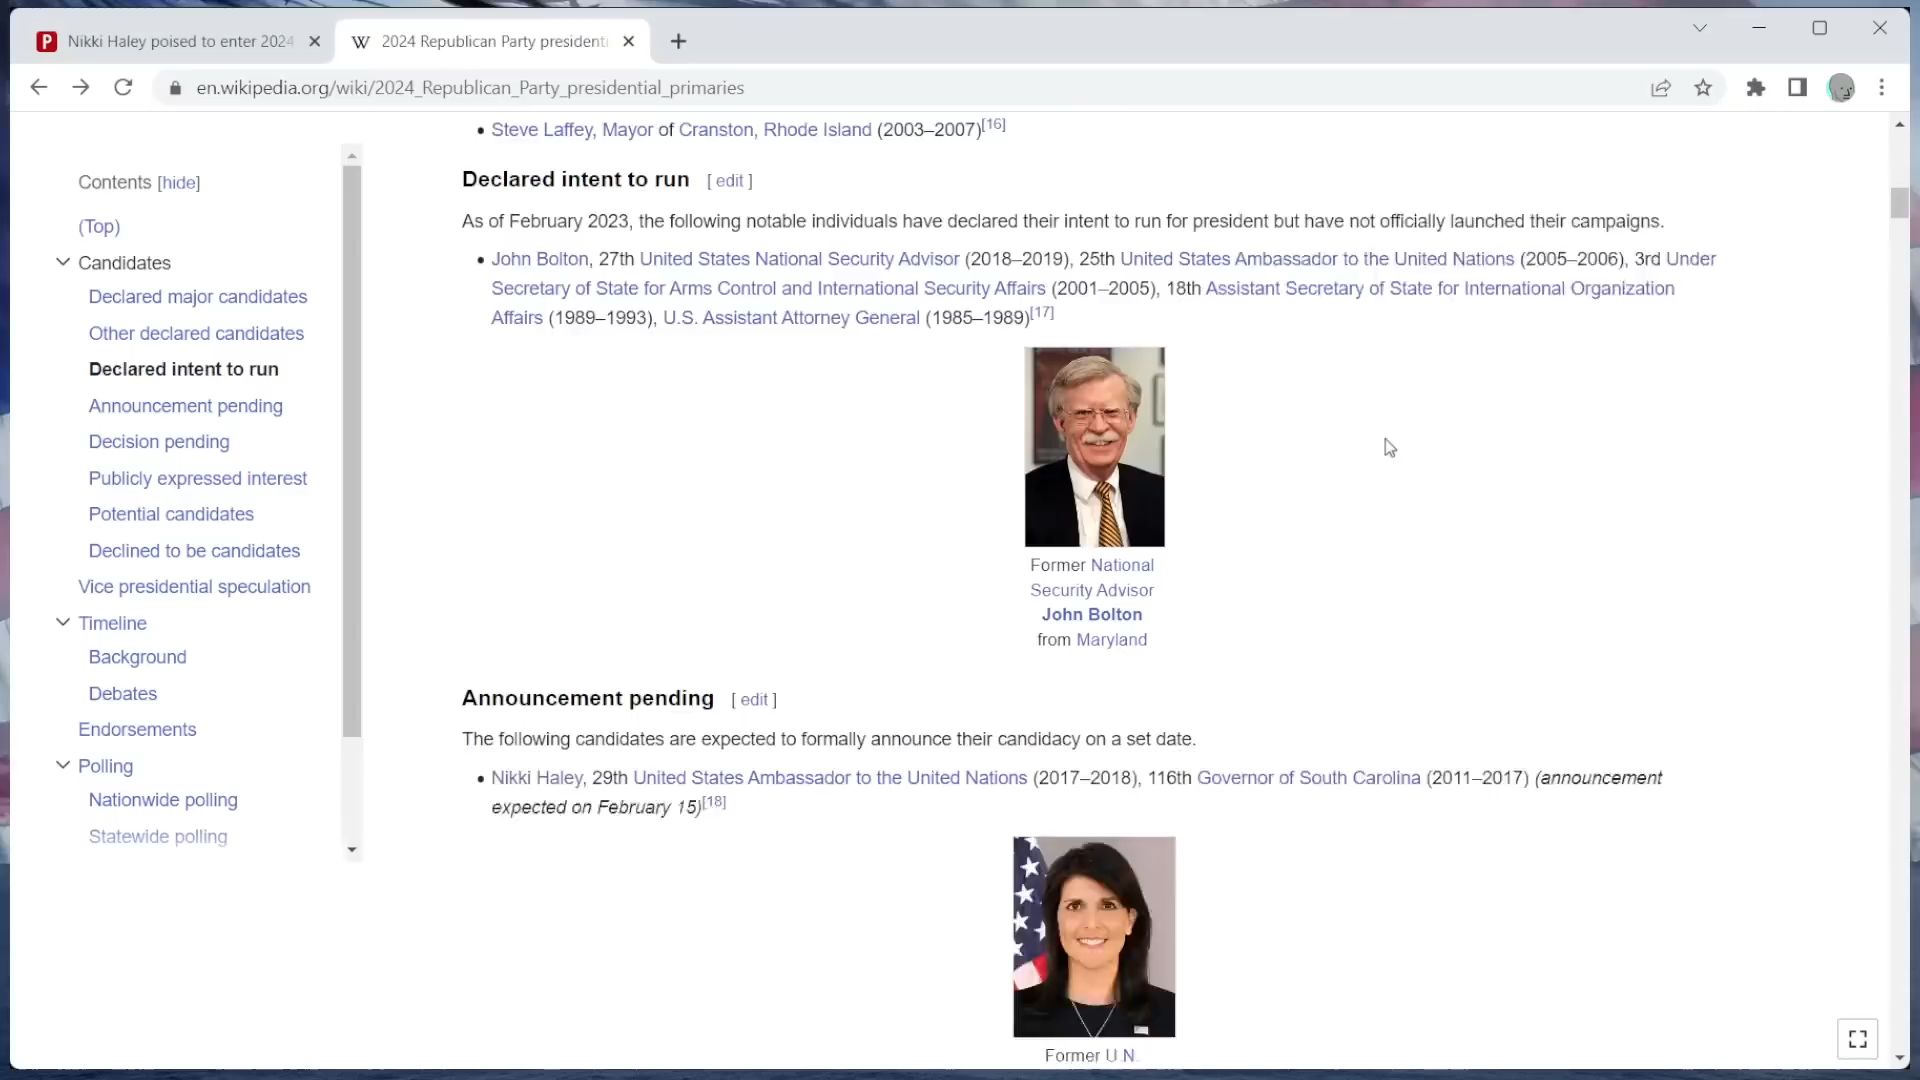 Nikki Haley poised to enter 2024
2024 Republican Party presidenti
en.wikipedia.org/wiki/2024_Republican_Party_presidential_primaries
Contents [hide]
(Top)
Candidates
Declared major candidates
Other declared candidates
Declared intent to run
Announcement pending
Decision pending
Publicly expressed interest
Potential candidates
Declined to be candidates
Vice presidential speculation
Timeline
Background
Debates
Endorsements
Polling
Nationwide polling
Statewide polling
• Steve Laffey, Mayor of Cranston, Rhode Island (2003–2007)[16]
Declared intent to run [ edit ]
As of February 2023, the following notable individuals have declared their intent to run for president but have not officially launched their campaigns.
• John Bolton, 27th United States National Security Advisor (2018–2019), 25th United States Ambassador to the United Nations (2005–2006), 3rd Under
Secretary of State for Arms Control and International Security Affairs (2001–2005), 18th Assistant Secretary of State for International Organization
Affairs (1989–1993), U.S. Assistant Attorney General (1985–1989)[17]
Former National
Security Advisor
John Bolton
from Maryland
Announcement pending [ edit ]
The following candidates are expected to formally announce their candidacy on a set date.
• Nikki Haley, 29th United States Ambassador to the United Nations (2017–2018), 116th Governor of South Carolina (2011–2017) (announcement
expected on February 15)[18]
Former U.N.